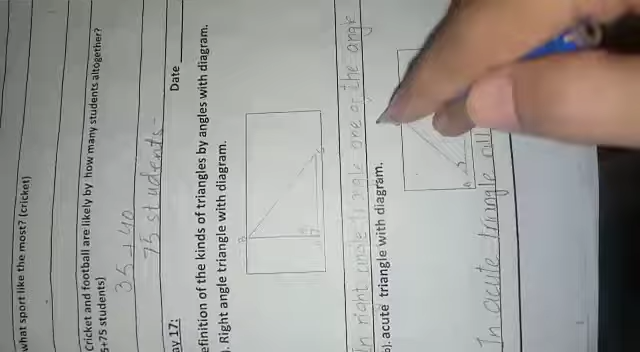 what sport like the most? (cricket)
Cricket and football are likely by how many students altogether?
5+75 students)
35+40
75 students-
ay 17:
Date
efinition of the kinds of triangles by angles with diagram.
). Right angle triangle with diagram.
B
In right angle triangle one of the angle
b). acute triangle with diagram.
In acute triangle all